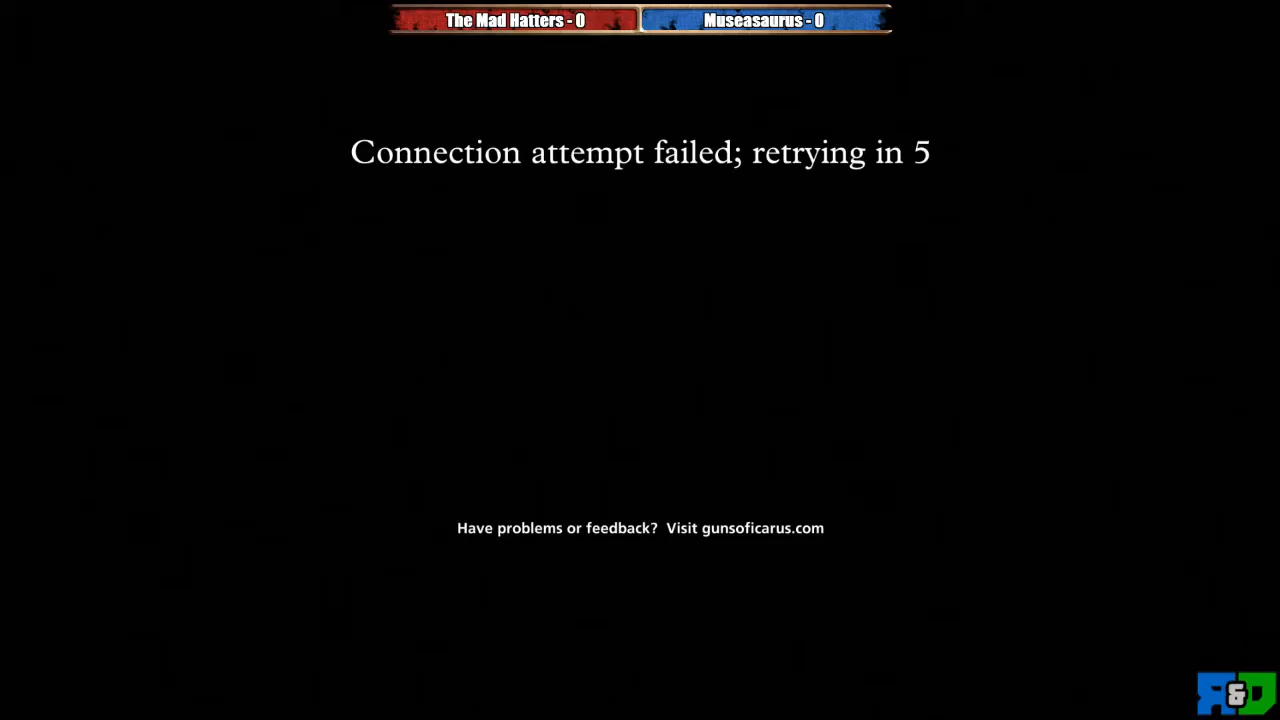 The Mad Hatters - 0
Museasaurus - 0
Connection attempt failed; retrying in 5
Have problems or feedback? Visit gunsoficarus.com
R&D